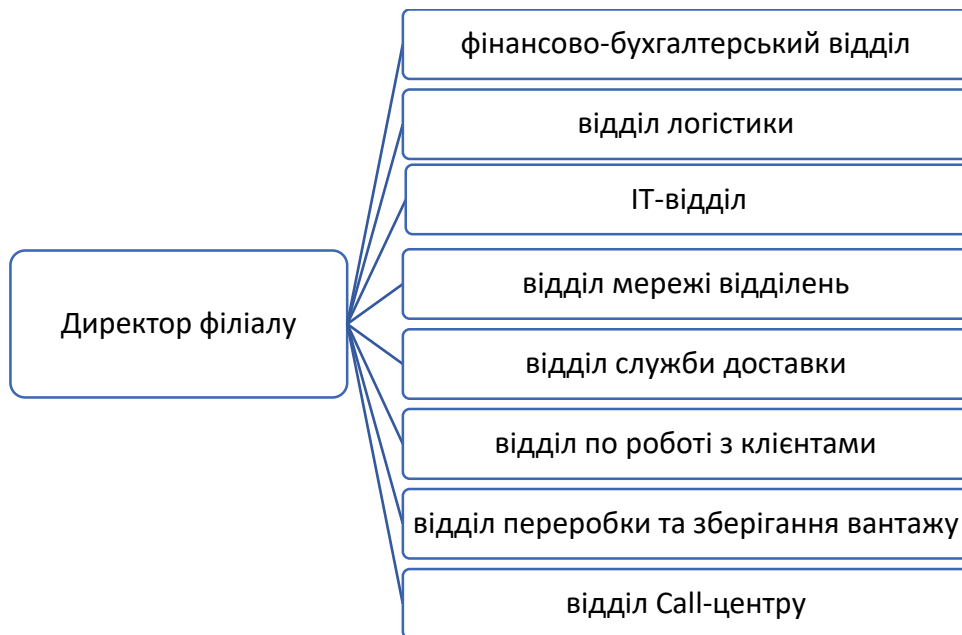 фінансово-бухгалтерський відділ
відділ логістики
ІТ-відділ
відділ мережі відділень
Директор філіалу
відділ служби доставки
відділ по роботі з клієнтами
відділ переробки та зберігання вантажу
відділ Call-центру